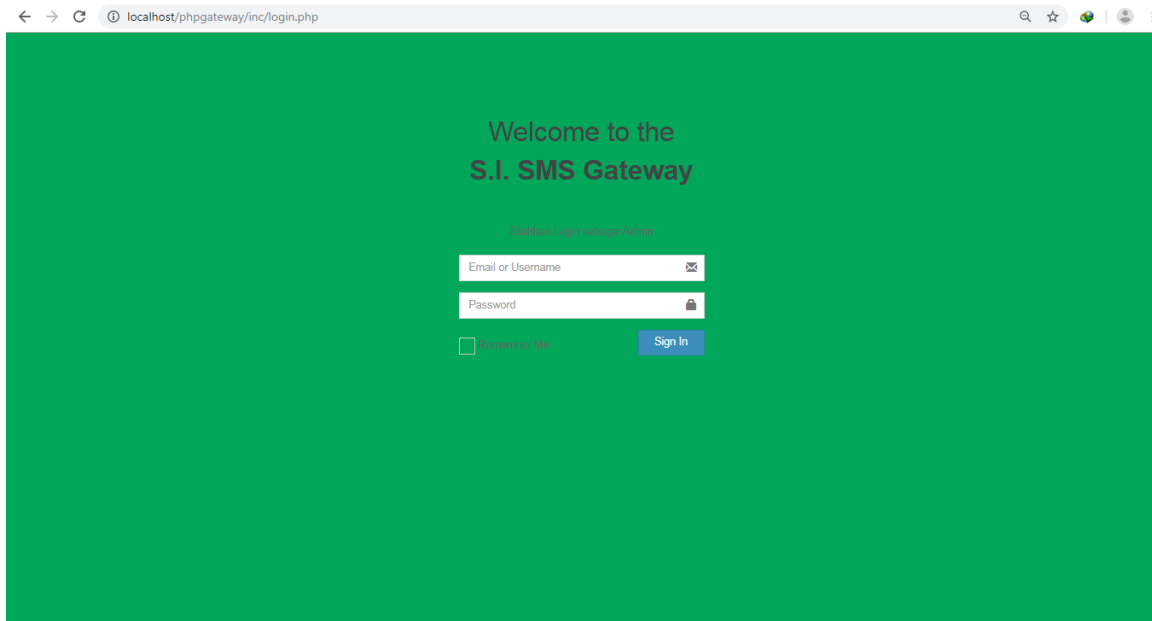 localhost/phpgateway/inc/login.php
Welcome to the
S.I. SMS Gateway
Silahkan Login sebagai Admin
Email or Username
Password
Remember Me
Sign In